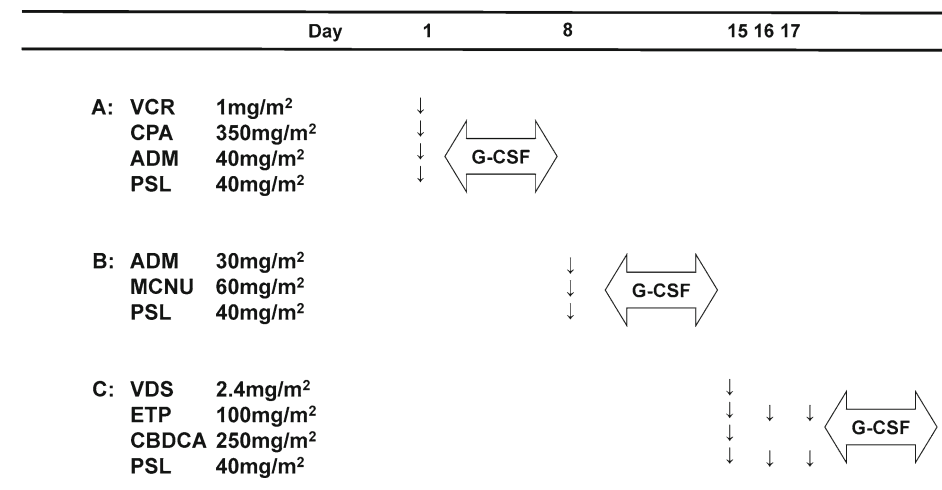 Day 1 8 15 16 17
A: VCR 1mg/m²
CPA 350mg/m²
ADM 40mg/m²
PSL 40mg/m²
G-CSF
B: ADM 30mg/m²
MCNU 60mg/m²
PSL 40mg/m²
G-CSF
C: VDS 2.4mg/m²
ETP 100mg/m²
CBDCA 250mg/m²
PSL 40mg/m²
G-CSF